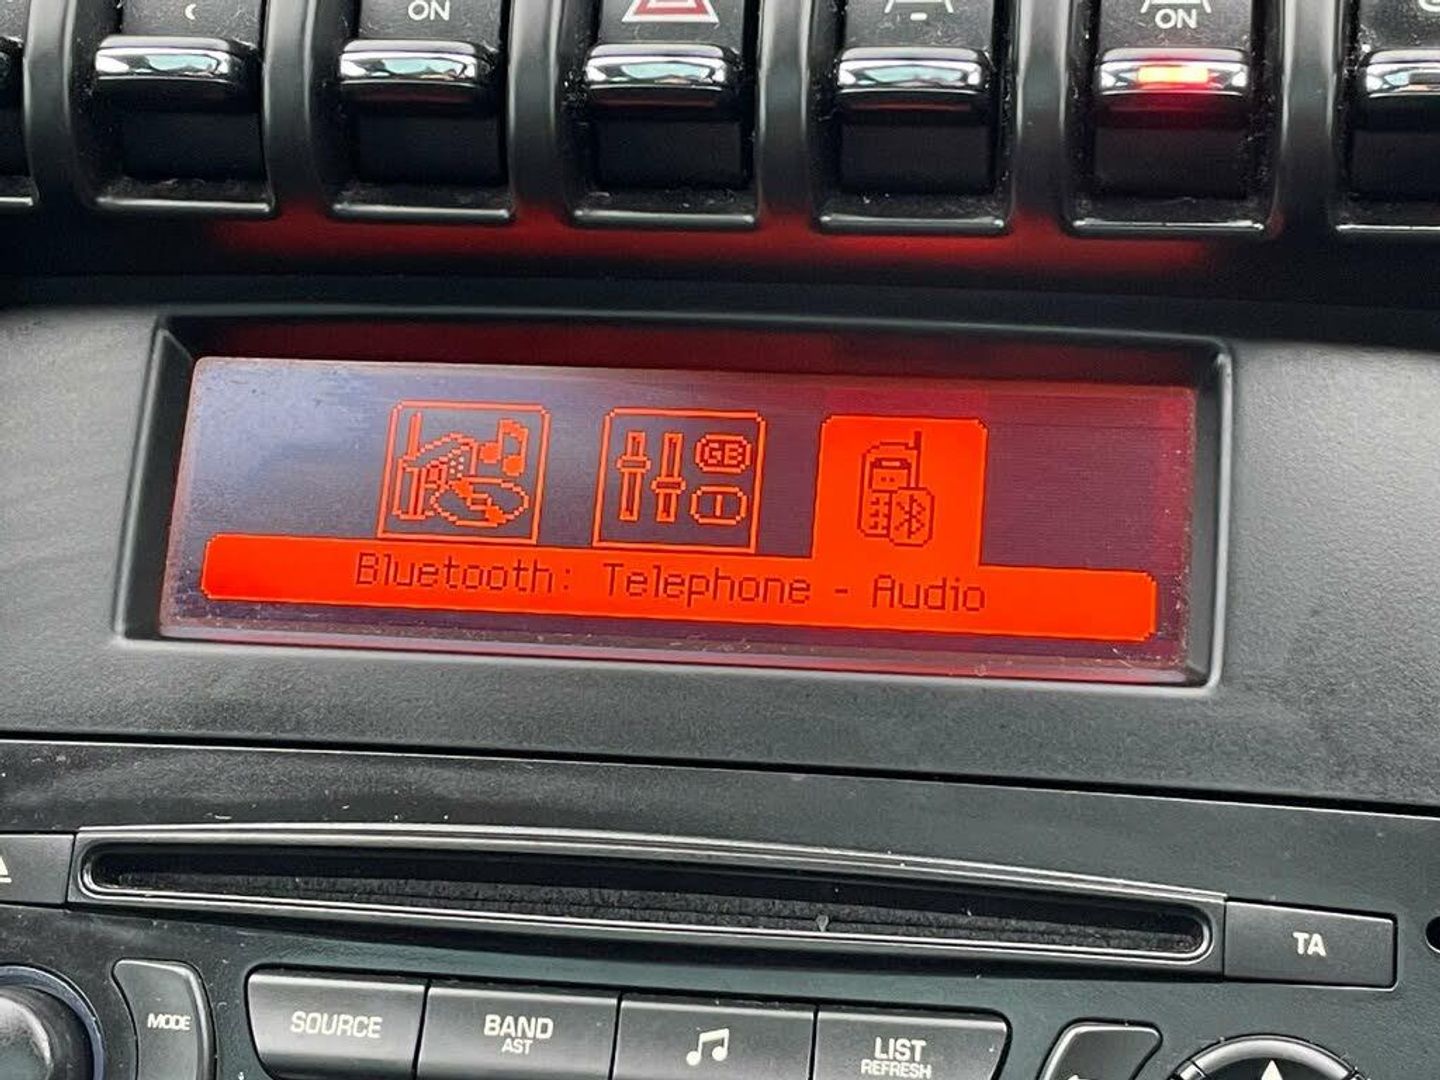 ON
ON
GB
Bluetooth: Telephone - Audio
TA
MODE
SOURCE
BAND
AST
LIST
REFRESH